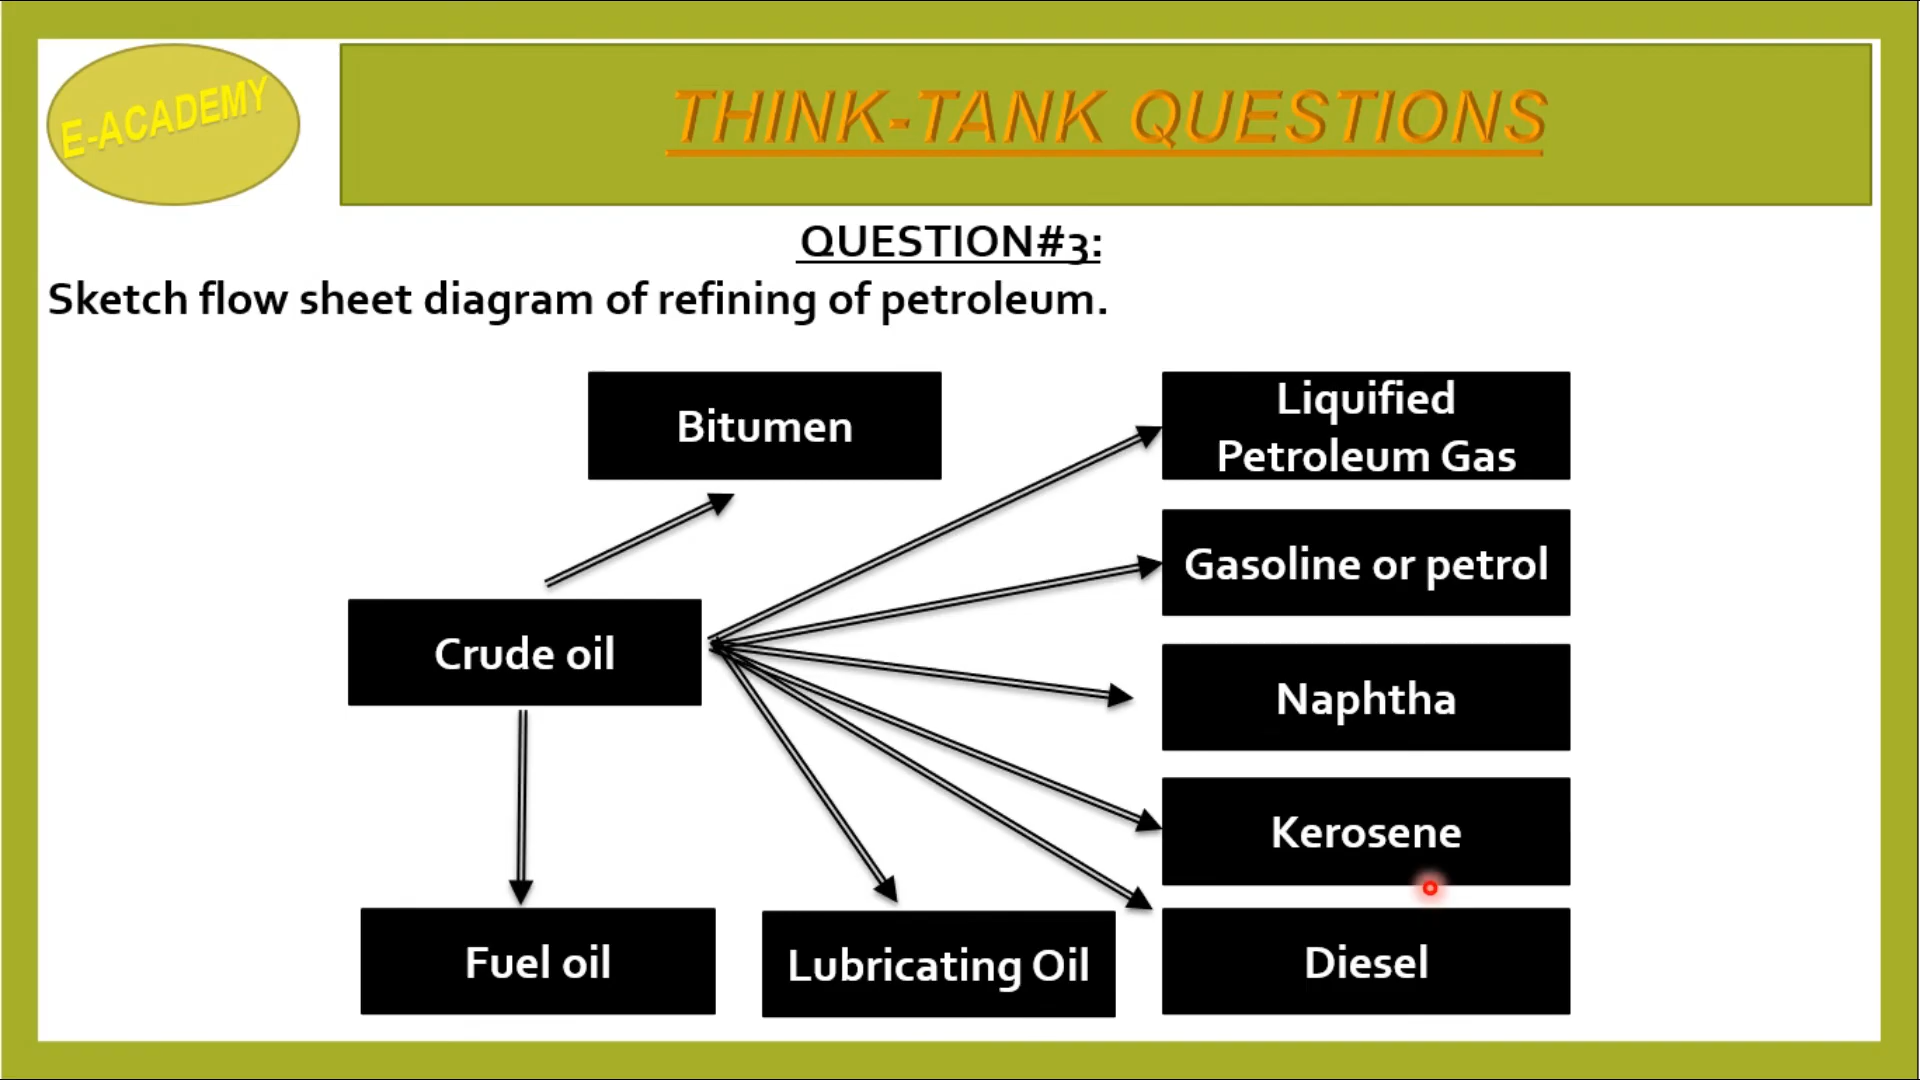 E-ACADEMY
THINK-TANK QUESTIONS
QUESTION#3:
Sketch flow sheet diagram of refining of petroleum.
Bitumen
Liquified
Petroleum Gas
Gasoline or petrol
Crude oil
Naphtha
Kerosene
Fuel oil
Lubricating Oil
Diesel